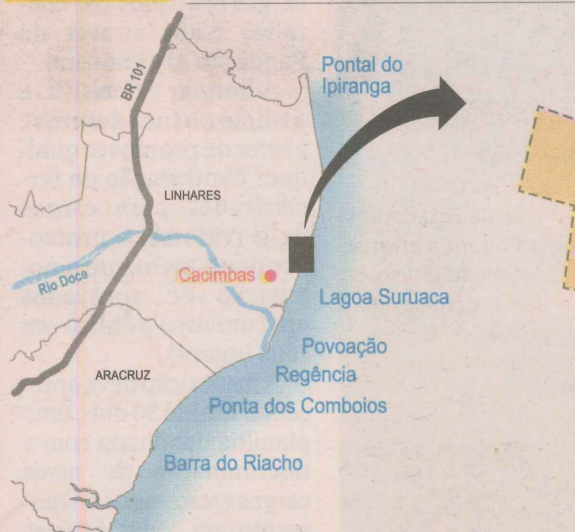 Pontal do
Ipiranga
BR 101
LINHARES
Rio Doce
Cacimbas
Lagoa Suruaca
Povoação
Regência
ARACRUZ
Ponta dos Comboios
Barra do Riacho